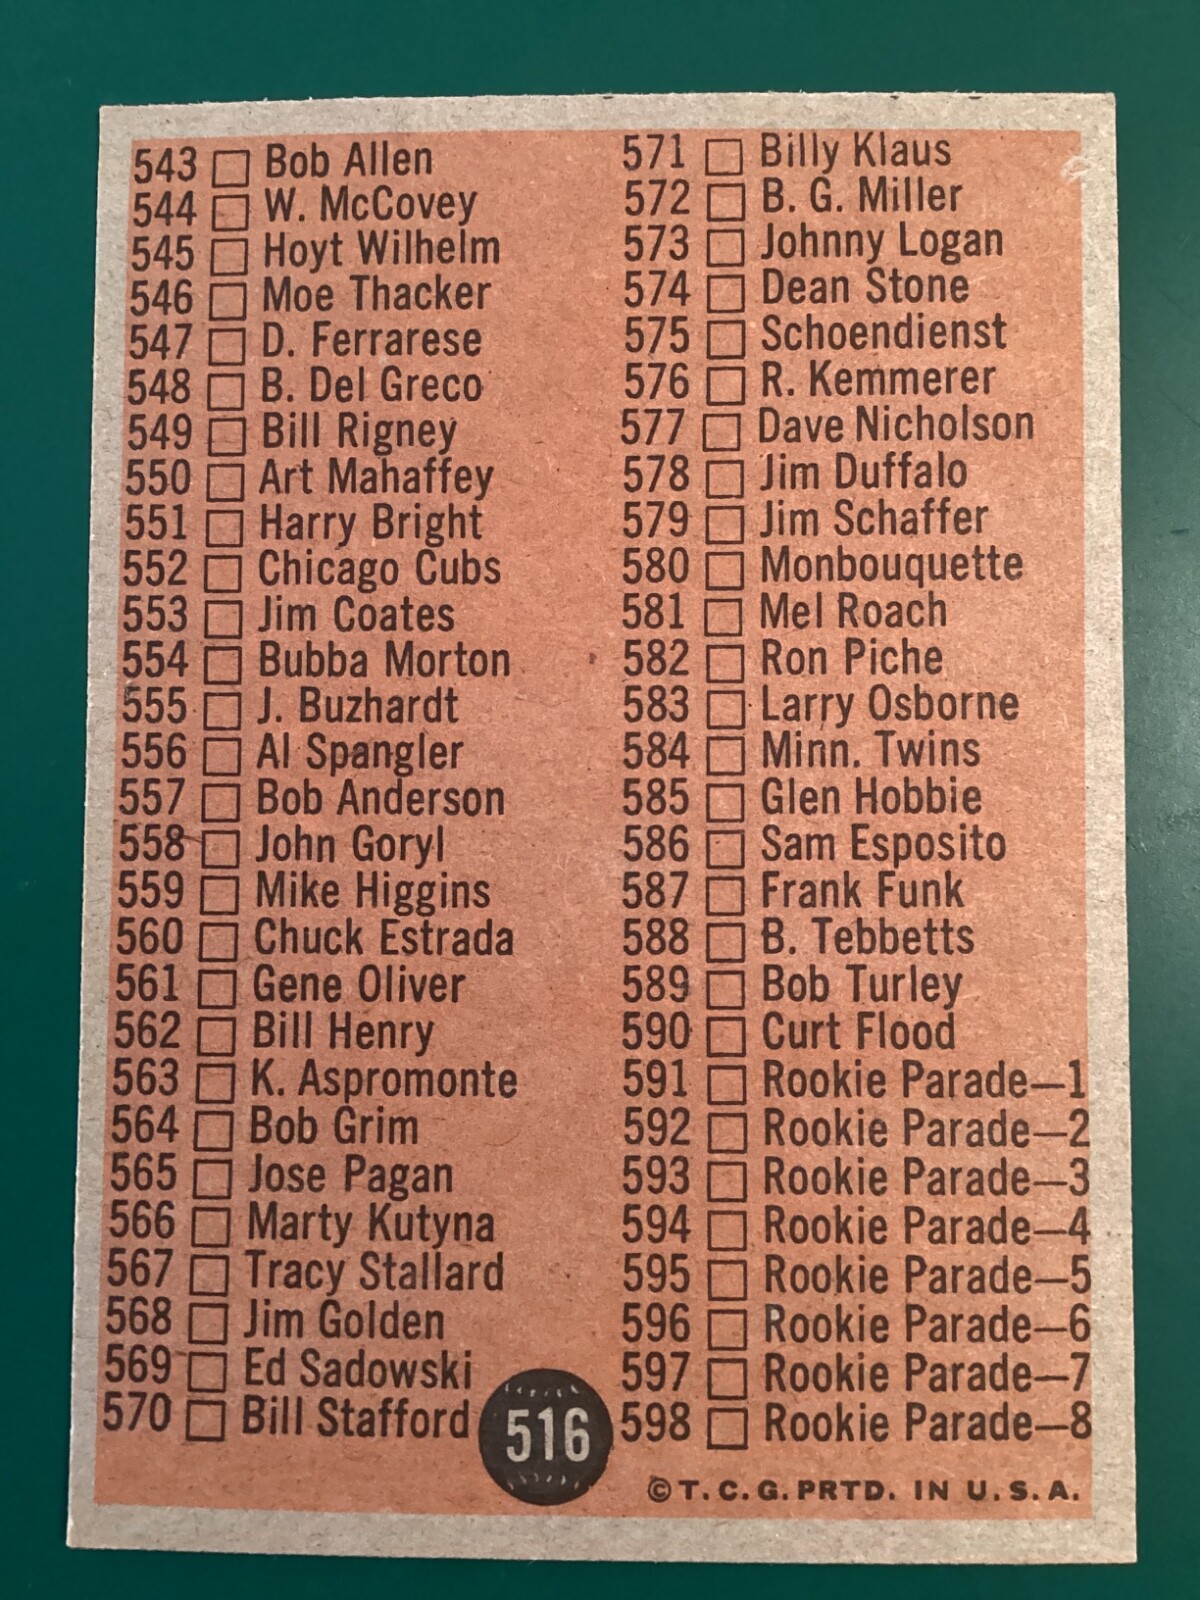 543 Bob Allen
544 W. McCovey
545 Hoyt Wilhelm
546 Moe Thacker
547 D. Ferrarese
548 B. Del Greco
549 Bill Rigney
550 Art Mahaffey
551 Harry Bright
552 Chicago Cubs
553 Jim Coates
554 Bubba Morton
555 J. Buzhardt
556 Al Spangler
557 Bob Anderson
558 John Goryl
559 Mike Higgins
560 Chuck Estrada
561 Gene Oliver
562 Bill Henry
563 K. Aspromonte
564 Bob Grim
565 Jose Pagan
566 Marty Kutyna
567 Tracy Stallard
568 Jim Golden
569 Ed Sadowski
570 Bill Stafford
571 Billy Klaus
572 B. G. Miller
573 Johnny Logan
574 Dean Stone
575 Schoendienst
576 R. Kemmerer
577 Dave Nicholson
578 Jim Duffalo
579 Jim Schaffer
580 Monbouquette
581 Mel Roach
582 Ron Piche
583 Larry Osborne
584 Minn. Twins
585 Glen Hobbie
586 Sam Esposito
587 Frank Funk
588 B. Tebbetts
589 Bob Turley
590 Curt Flood
591 Rookie Parade—1
592 Rookie Parade—2
593 Rookie Parade—3
594 Rookie Parade—4
595 Rookie Parade—5
596 Rookie Parade—6
597 Rookie Parade—7
598 Rookie Parade—8
516
© T. C. G. PRTD. IN U. S. A.